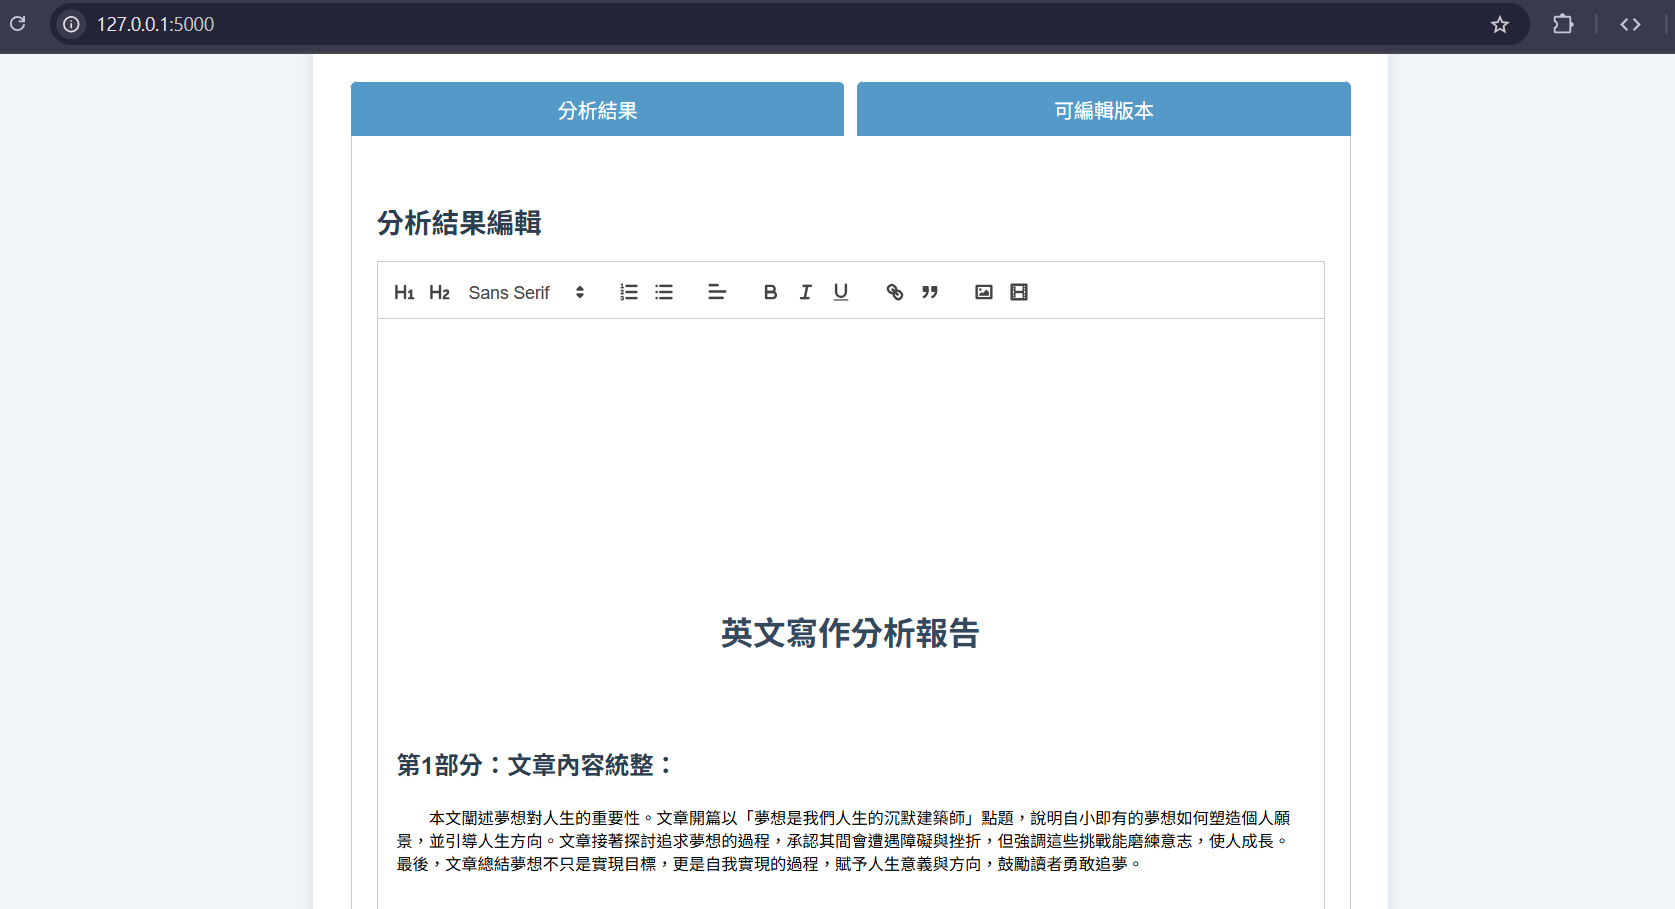 127.0.0.1:5000
分析結果
可編輯版本
分析結果編輯
H1 H2 Sans Serif B I U
英文寫作分析報告
第1部分：文章內容統整：
本文闡述夢想對人生的重要性。文章開篇以「夢想是我們人生的沉默建築師」點題，說明自小即有的夢想如何塑造個人願
景，並引導人生方向。文章接著探討追求夢想的過程，承認其間會遭遇障礙與挫折，但強調這些挑戰能磨練意志，使人成長。
最後，文章總結夢想不只是實現目標，更是自我實現的過程，賦予人生意義與方向，鼓勵讀者勇敢追夢。